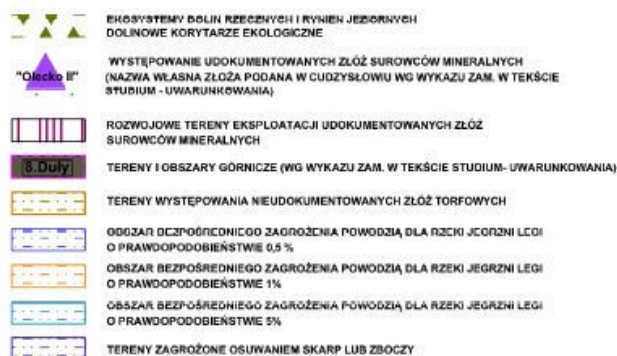 EKOSYSTEMY DOLIN RZECZNYCH I RYNIEN JEZIORNYCH
DOLINOWE KORYTARZE EKOLOGICZNE
"Olecko II"
WYSTĘPOWANIE UDOKUMENTOWANYCH ZŁÓŻ SUROWCÓW MINERALNYCH
(NAZWA WŁASNA ZŁOŻA PODANA W CUDZYSŁOWIU WG WYKAZU ZAM. W TEKŚCIE
STUDIUM - UWARUNKOWANIA)
ROZWOJOWE TERENY EKSPLOATACJI UDOKUMENTOWANYCH ZŁÓŻ
SUROWCÓW MINERALNYCH
8.Duły
TERENY I OBSZARY GÓRNICZE (WG WYKAZU ZAM. W TEKŚCIE STUDIUM- UWARUNKOWANIA)
TERENY WYSTĘPOWANIA NIEUDOKUMENTOWANYCH ZŁÓŻ TORFOWYCH
OBSZAR BEZPOŚREDNIEGO ZAGROŻENIA POWODZIĄ DLA RZEKI JEGRZNI LEGI
O PRAWDOPODOBIEŃSTWIE 0,5 %
OBSZAR BEZPOŚREDNIEGO ZAGROŻENIA POWODZIĄ DLA RZEKI JEGRZNI LEGI
O PRAWDOPODOBIEŃSTWIE 1%
OBSZAR BEZPOŚREDNIEGO ZAGROŻENIA POWODZIĄ DLA RZEKI JEGRZNI LEGI
O PRAWDOPODOBIEŃSTWIE 5%
TERENY ZAGROŻONE OSUWANIEM SKARP LUB ZBOCZY